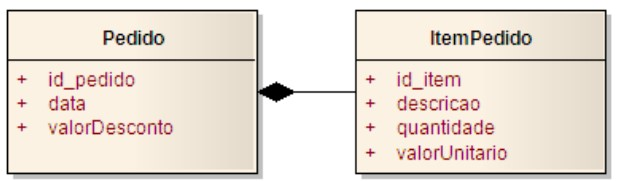 Pedido
+ id_pedido
+ data
+ valorDesconto
ItemPedido
+ id_item
+ descricao
+ quantidade
+ valorUnitario